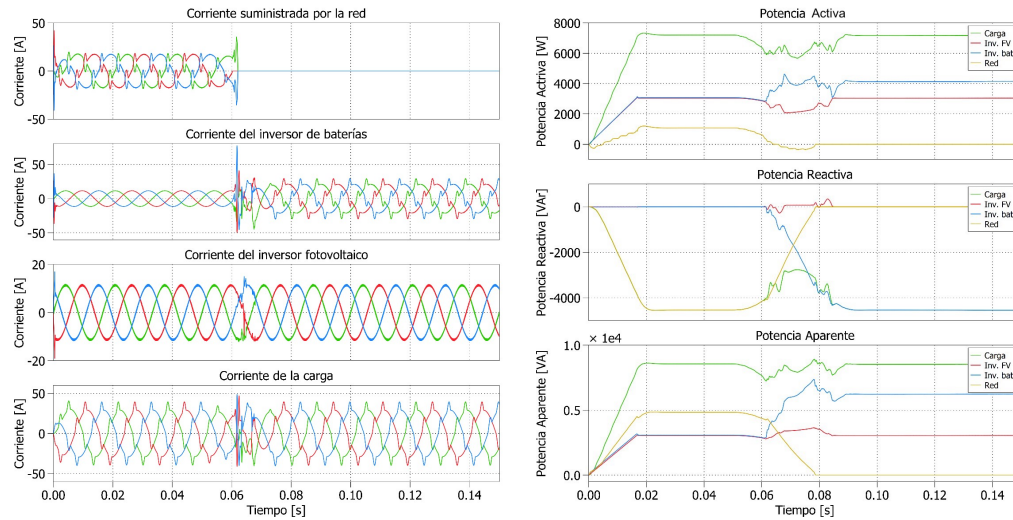 Corriente suministrada por la red
Corriente [A]
50
0
-50
Corriente del inversor de baterías
Corriente [A]
50
0
-50
Corriente del inversor fotovoltaico
Corriente [A]
20
0
-20
Corriente de la carga
Corriente [A]
50
0
-50
0.00 0.02 0.04 0.06 0.08 0.10 0.12 0.14
Tiempo [s]
Potencia Activa
Potencia Actriva [W]
8000
6000
4000
2000
0
Carga
Inv. FV
Inv. bat
Red
Potencia Reactiva
Potencia Reactiva [VAr]
0
-2000
-4000
Carga
Inv. FV
Inv. bat
Red
× 1e4
Potencia Aparente
Potencia Aparente [VA]
1.0
0.5
0.0
Carga
Inv. FV
Inv. bat
Red
0.00 0.02 0.04 0.06 0.08 0.10 0.12 0.14
Tiempo [s]